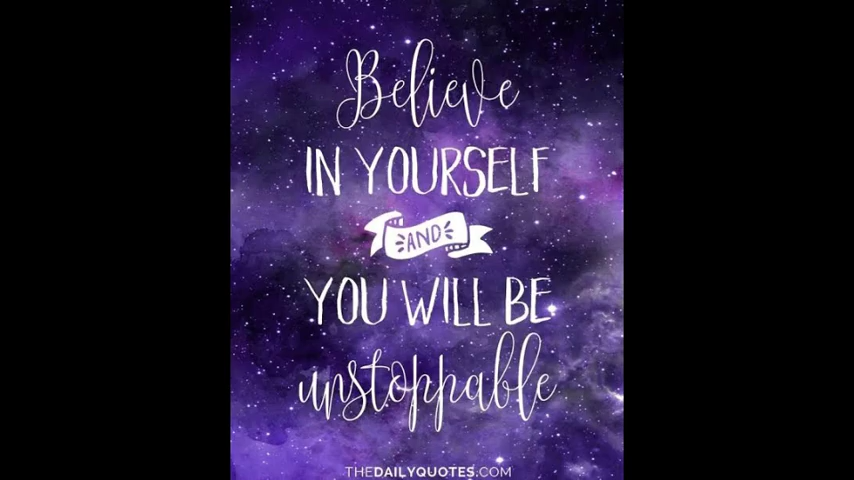 Believe
IN YOURSELF
AND
YOU WILL BE
unstoppable
THEDAILYQUOTES.COM